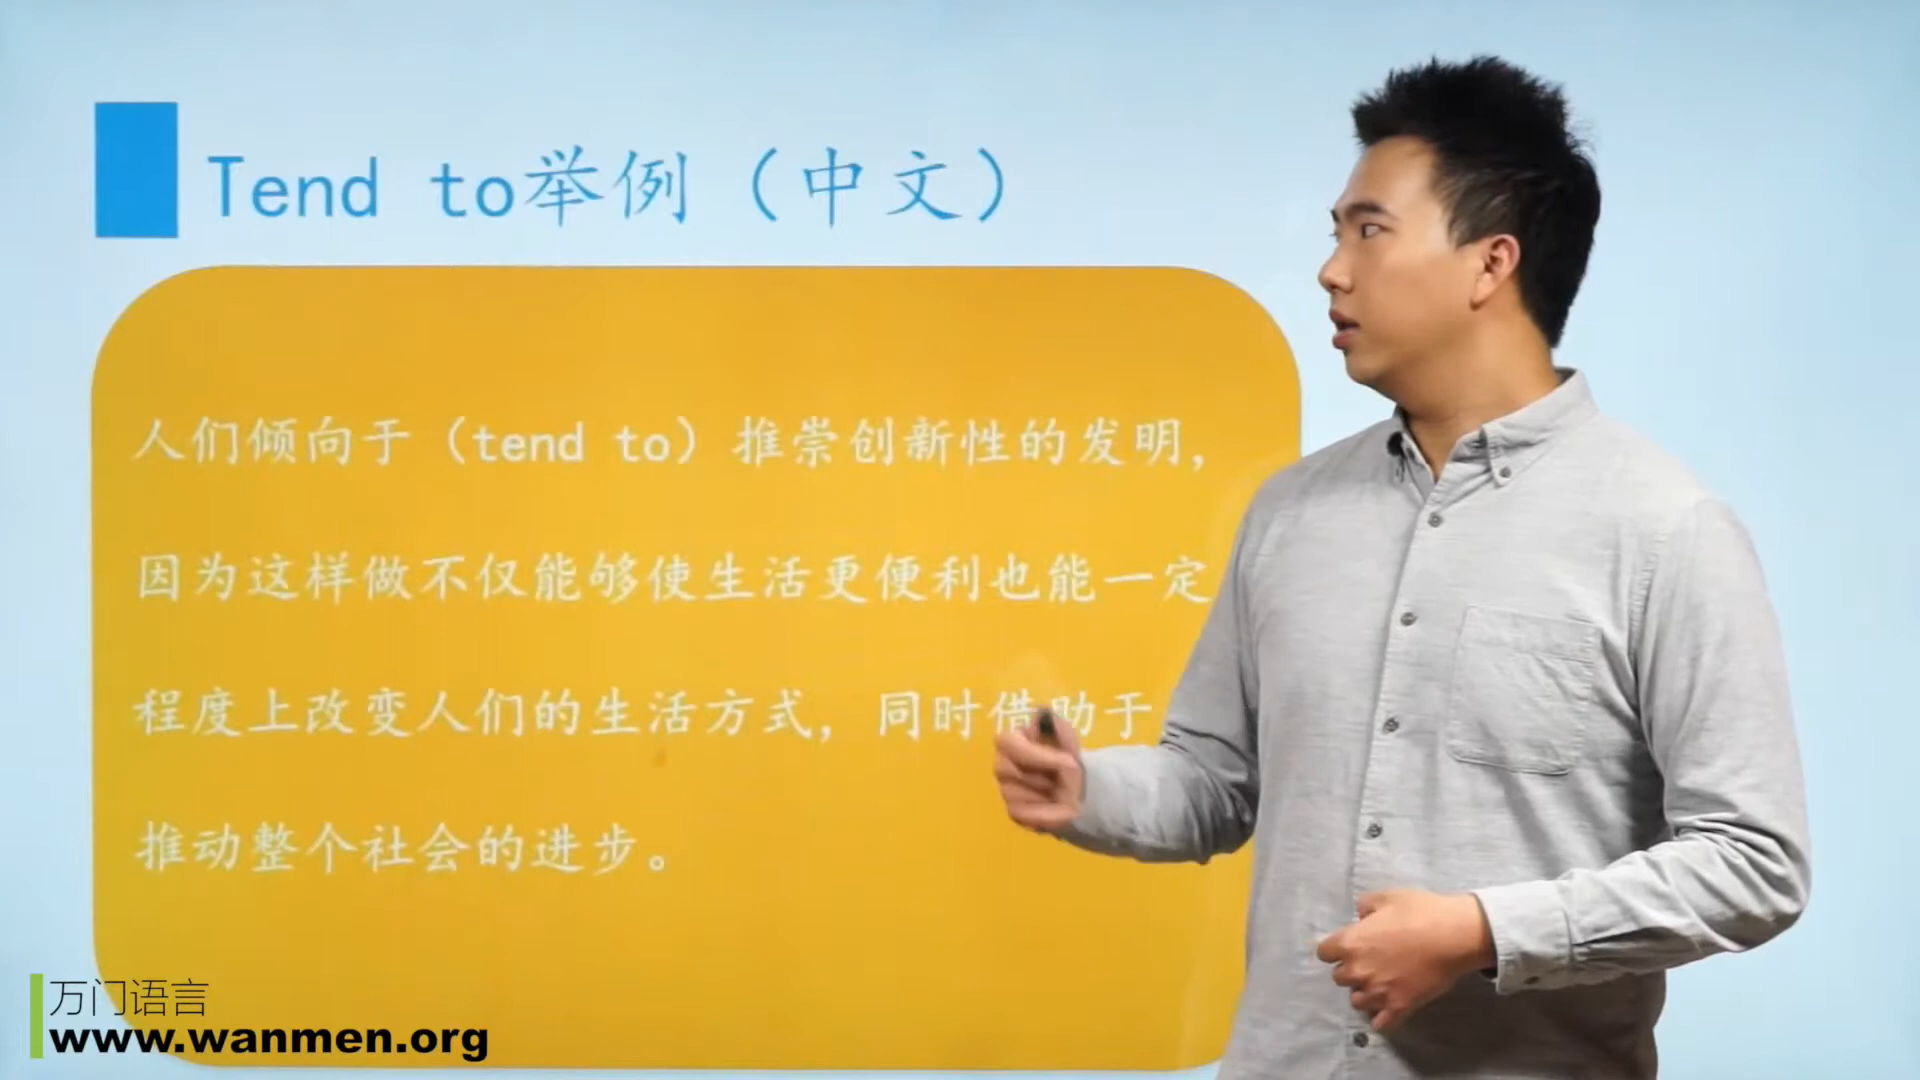 Tend to举例（中文）
人们倾向于（tend to）推崇创新性的发明，
因为这样做不仅能够使生活更便利也能一定
程度上改变人们的生活方式，同时借助于
推动整个社会的进步。
万门语言
www.wanmen.org